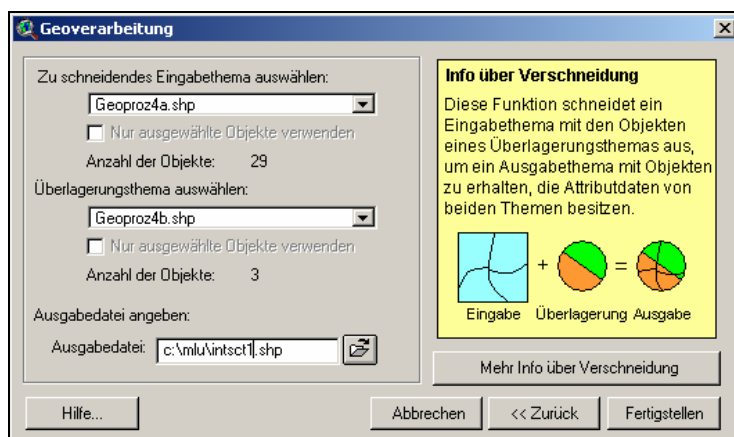 Geoverarbeitung
Zu schneidendes Eingabethema auswählen:
Geoproz4a.shp
Nur ausgewählte Objekte verwenden
Anzahl der Objekte: 29
Überlagerungsthema auswählen:
Geoproz4b.shp
Nur ausgewählte Objekte verwenden
Anzahl der Objekte: 3
Ausgabedatei angeben:
Ausgabedatei: c:\mlu\intsct1.shp
Info über Verschneidung
Diese Funktion schneidet ein
Eingabethema mit den Objekten
eines Überlagerungsthemas aus,
um ein Ausgabethema mit Objekten
zu erhalten, die Attributdaten von
beiden Themen besitzen.
+ =
Eingabe Überlagerung Ausgabe
Mehr Info über Verschneidung
Hilfe... Abbrechen << Zurück Fertigstellen